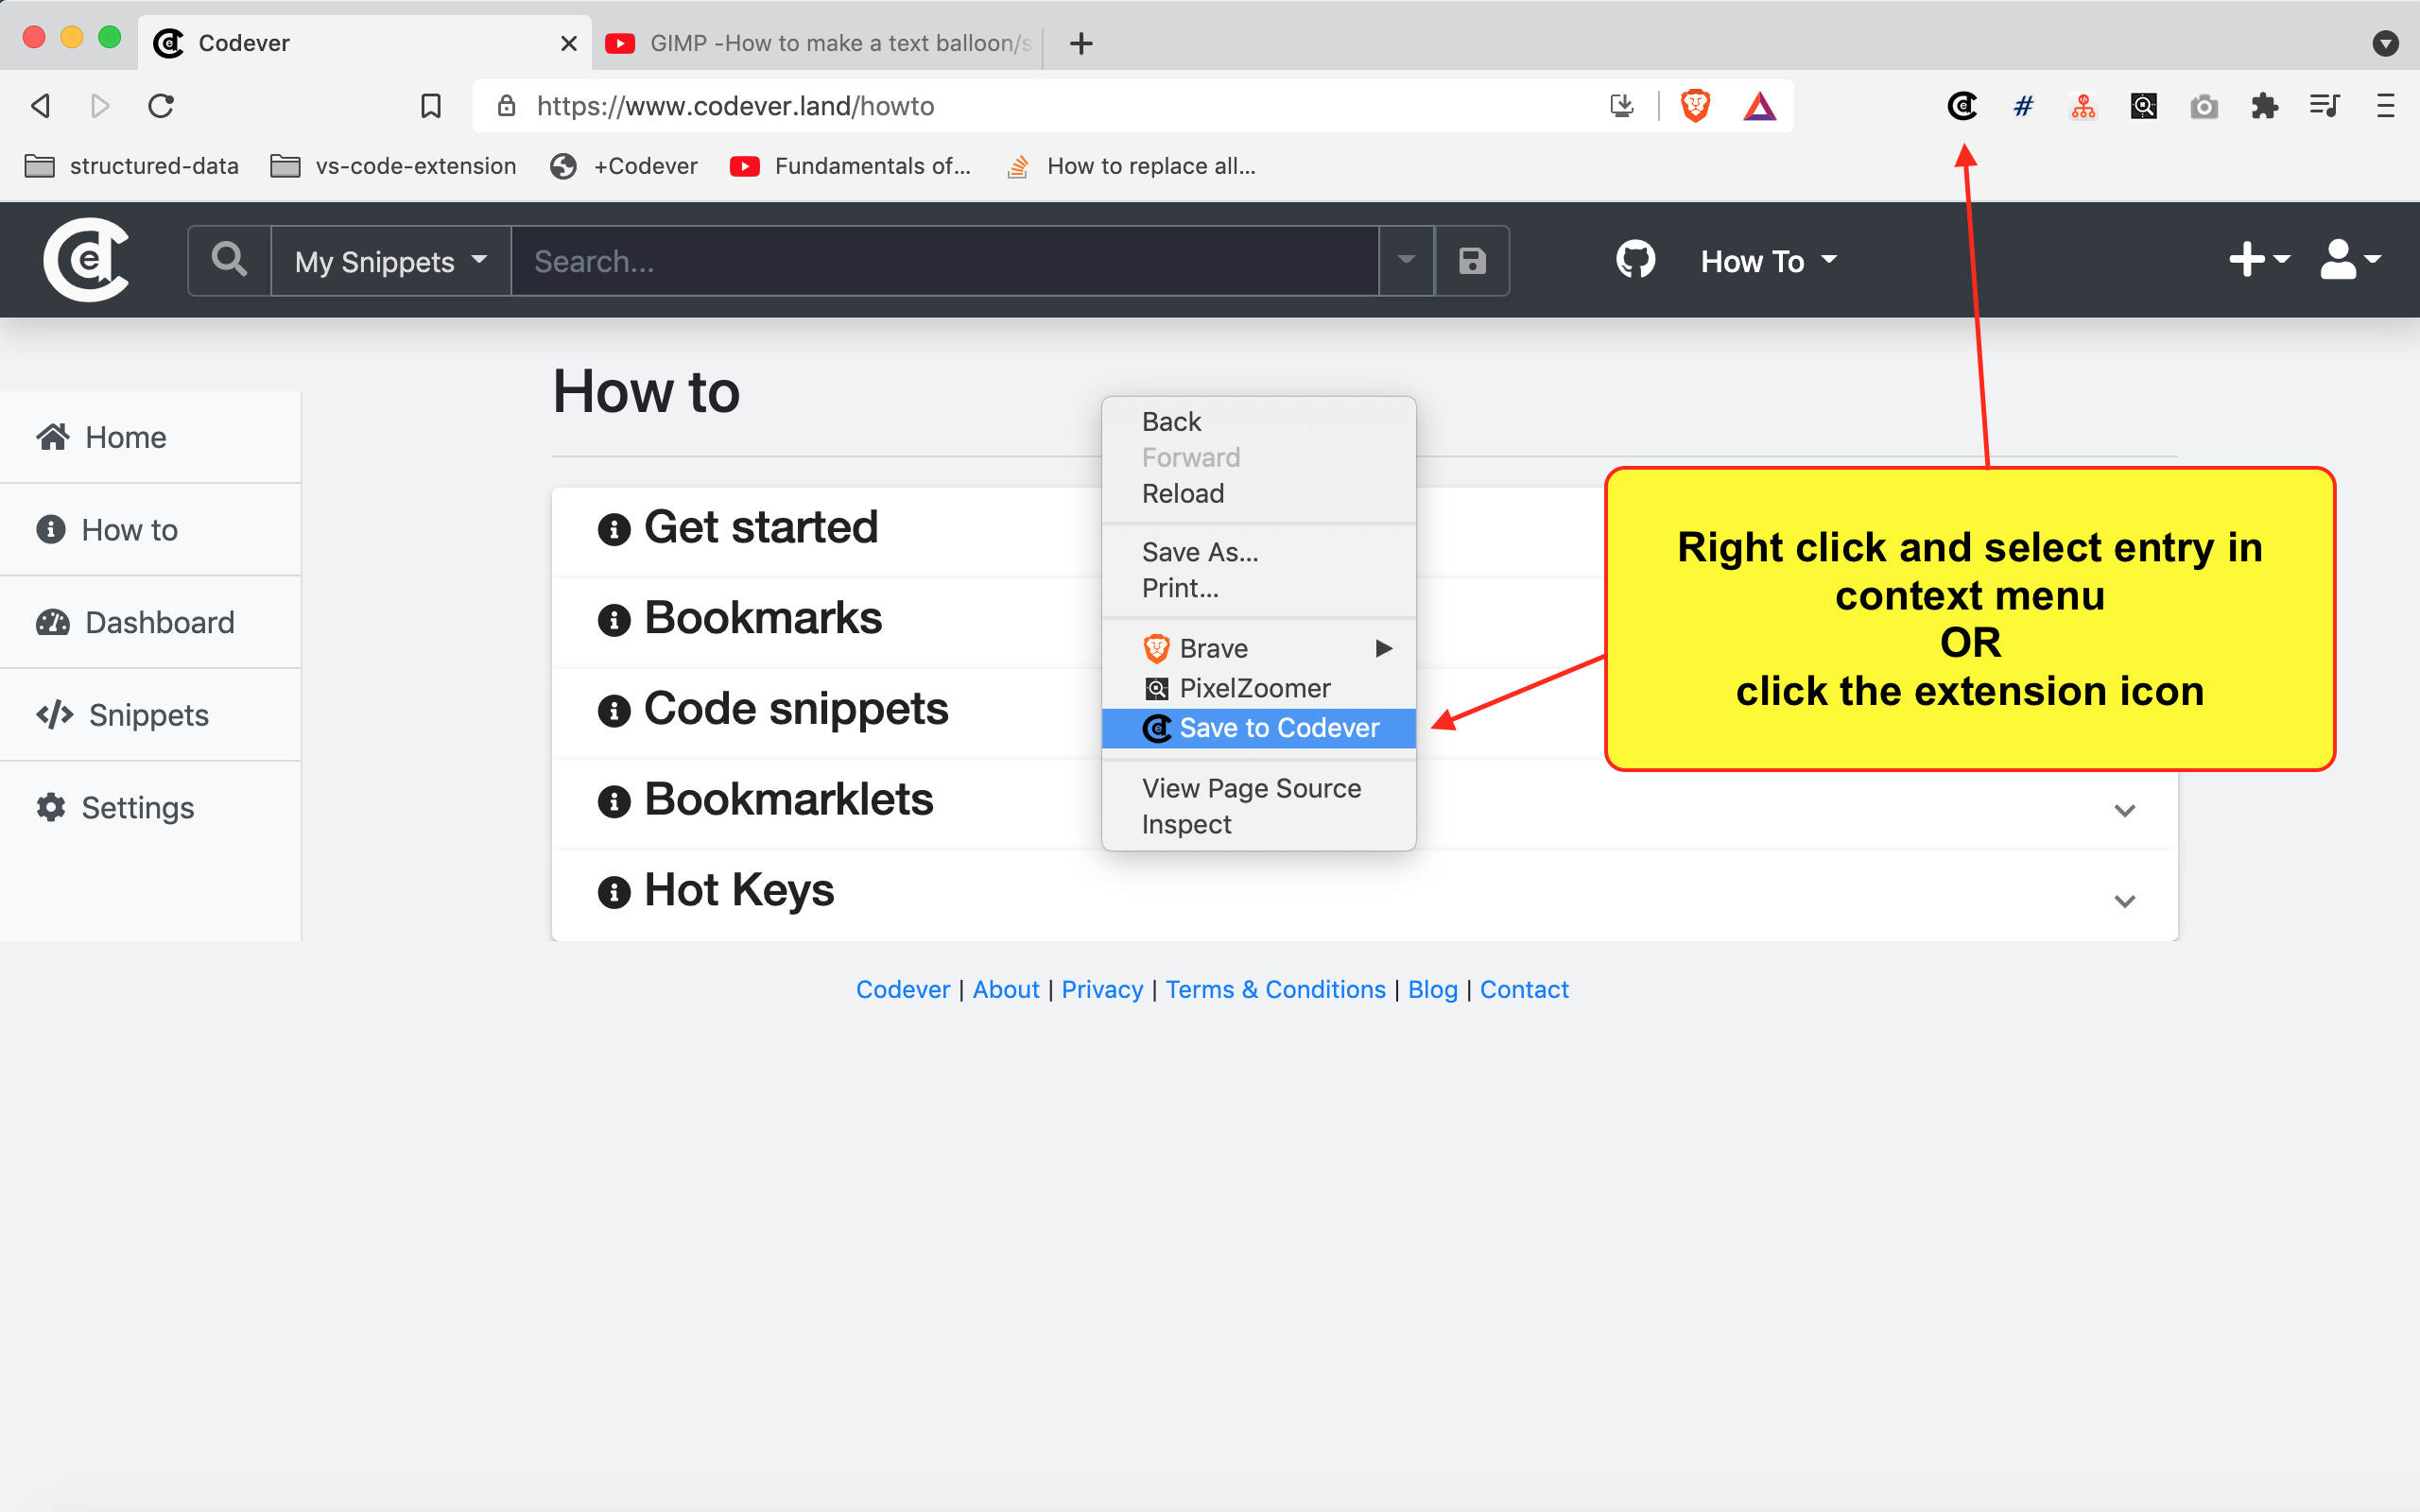 Codever
GIMP -How to make a text balloon/s
https://www.codever.land/howto
#
structured-data
vs-code-extension
+Codever
Fundamentals of...
How to replace all...
My Snippets
Search...
How To
How to
Home
How to
Dashboard
Snippets
Settings
Get started
Bookmarks
Code snippets
Bookmarklets
Hot Keys
Back
Forward
Reload
Save As...
Print...
Brave
PixelZoomer
Save to Codever
View Page Source
Inspect
Right click and select entry in
context menu
OR
click the extension icon
Codever | About | Privacy | Terms & Conditions | Blog | Contact